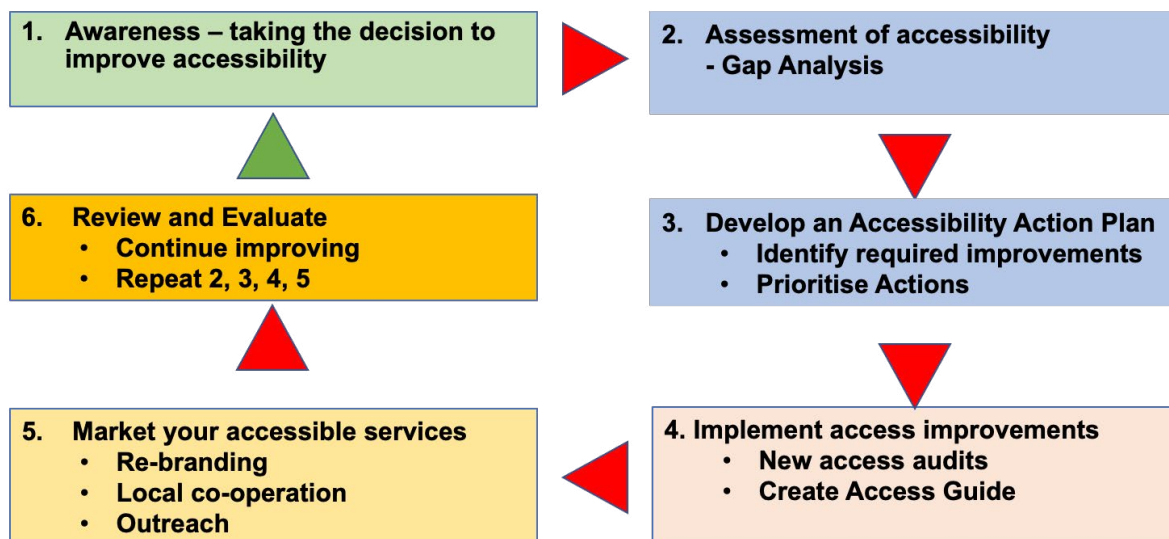 1. Awareness – taking the decision to
improve accessibility
2. Assessment of accessibility
- Gap Analysis
3. Develop an Accessibility Action Plan
• Identify required improvements
• Prioritise Actions
4. Implement access improvements
• New access audits
• Create Access Guide
5. Market your accessible services
• Re-branding
• Local co-operation
• Outreach
6. Review and Evaluate
• Continue improving
• Repeat 2, 3, 4, 5